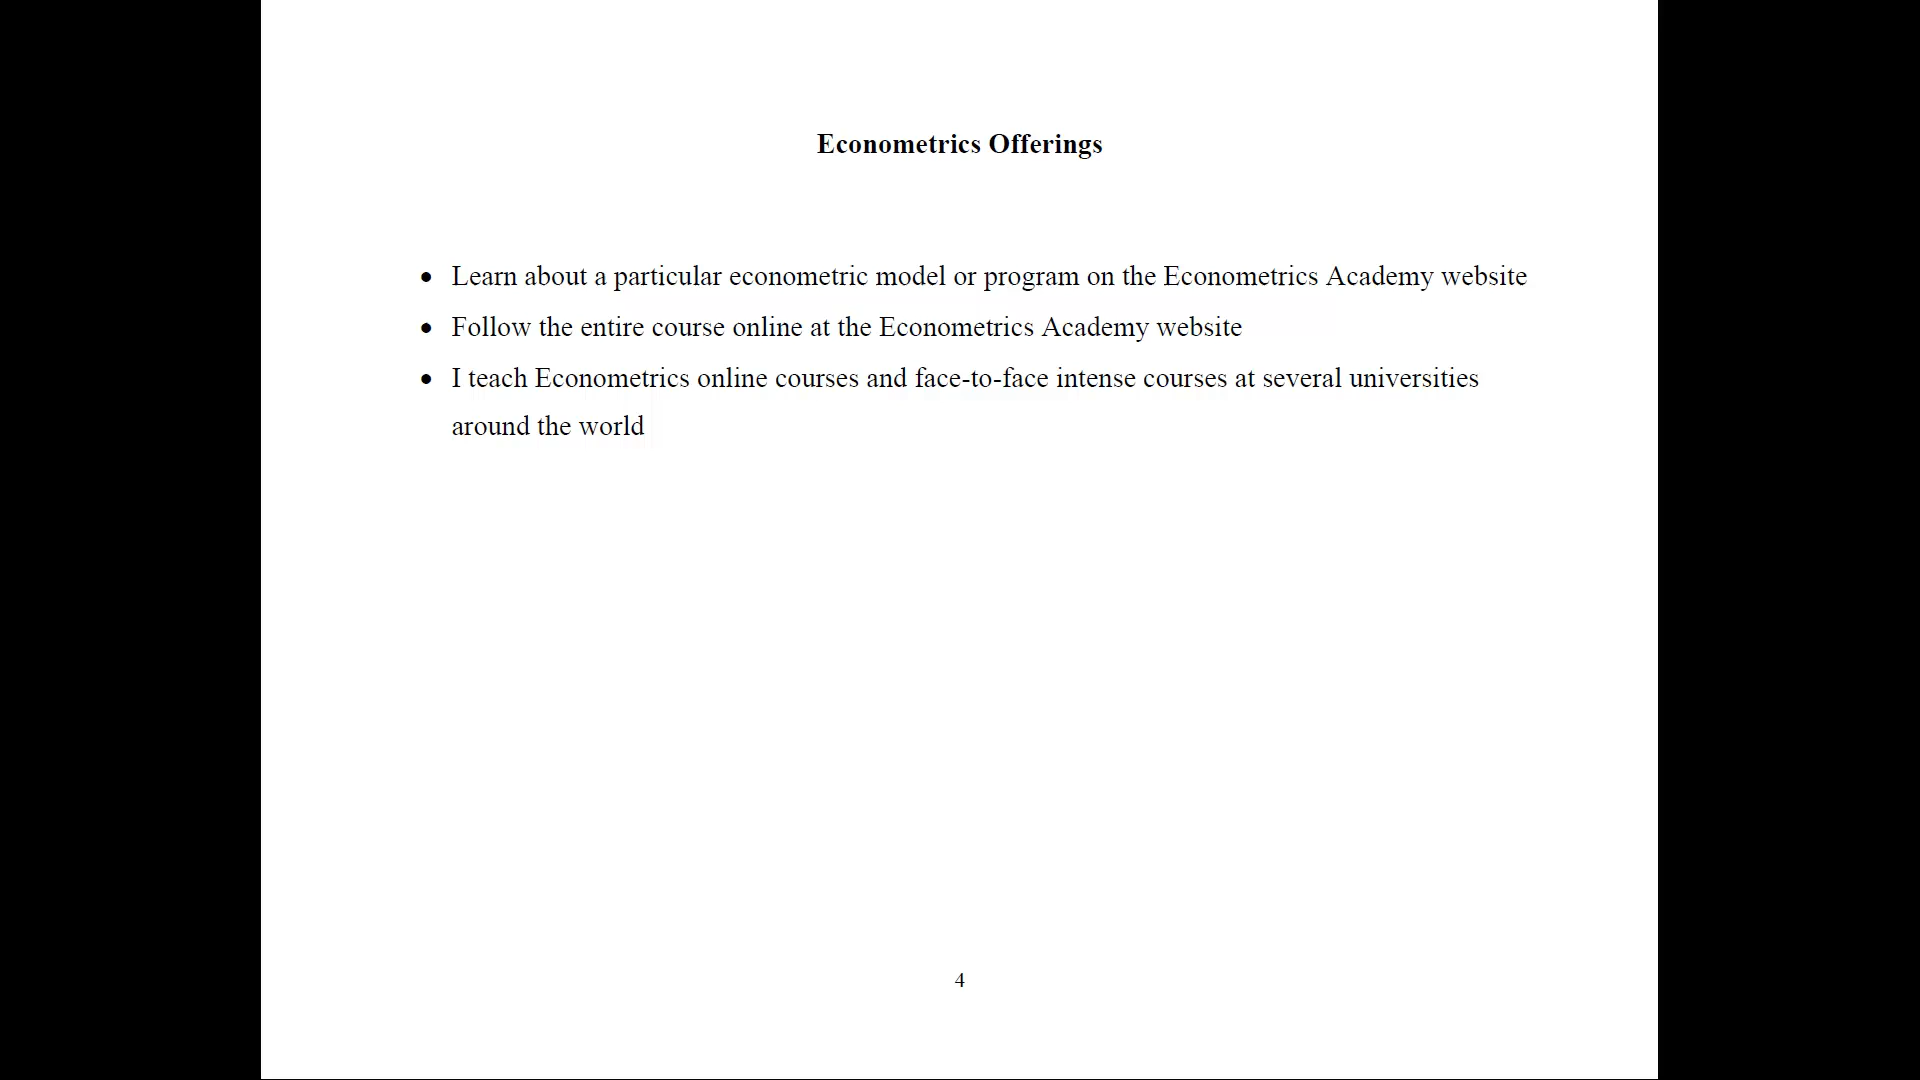 Econometrics Offerings
• Learn about a particular econometric model or program on the Econometrics Academy website
• Follow the entire course online at the Econometrics Academy website
• I teach Econometrics online courses and face-to-face intense courses at several universities
around the world
4